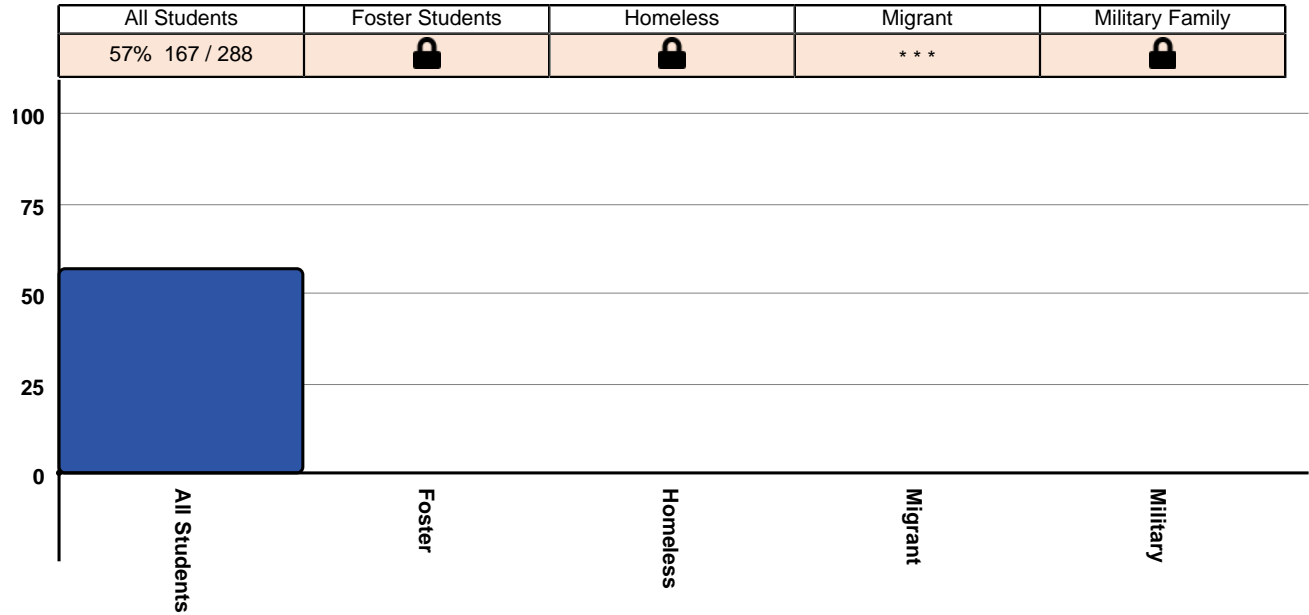 All Students Foster Students Homeless Migrant Military Family
57% 167 / 288 * * *
100
75
50
25
0
All Students
Foster
Homeless
Migrant
Military